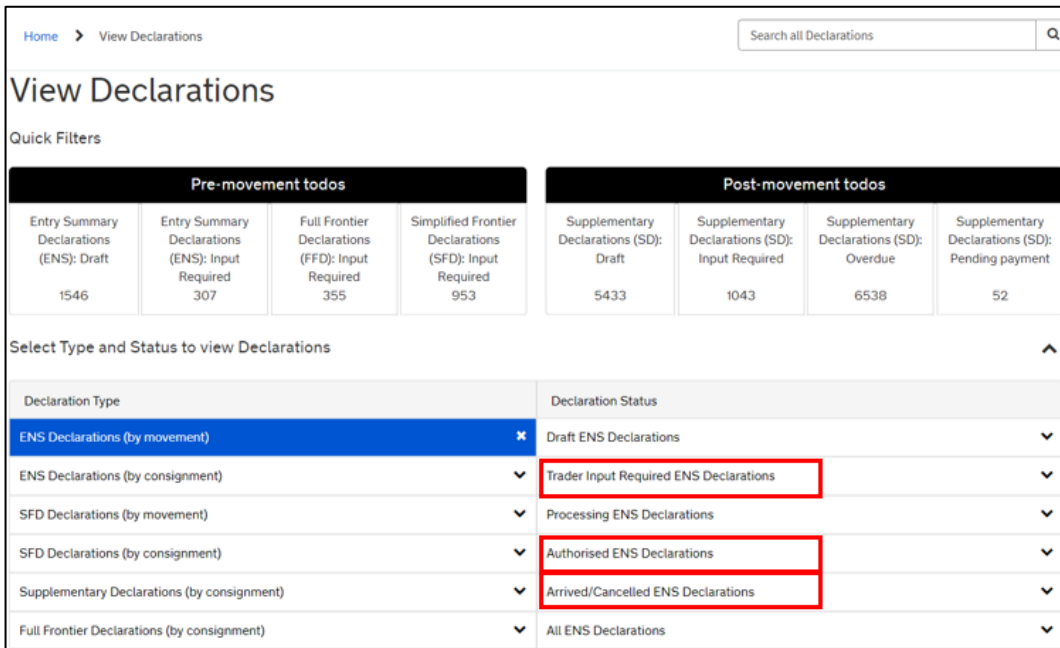 Home > View Declarations
Search all Declarations
View Declarations
Quick Filters
Pre-movement todos
Entry Summary
Declarations
(ENS): Draft
1546
Entry Summary
Declarations
(ENS): Input
Required
307
Full Frontier
Declarations
(FFD): Input
Required
355
Simplified Frontier
Declarations
(SFD): Input
Required
953
Post-movement todos
Supplementary
Declarations (SD):
Draft
5433
Supplementary
Declarations (SD):
Input Required
1043
Supplementary
Declarations (SD):
Overdue
6538
Supplementary
Declarations (SD):
Pending payment
52
Select Type and Status to view Declarations
Declaration Type
Declaration Status
ENS Declarations (by movement)
Draft ENS Declarations
ENS Declarations (by consignment)
Trader Input Required ENS Declarations
SFD Declarations (by movement)
Processing ENS Declarations
SFD Declarations (by consignment)
Authorised ENS Declarations
Supplementary Declarations (by consignment)
Arrived/Cancelled ENS Declarations
Full Frontier Declarations (by consignment)
All ENS Declarations